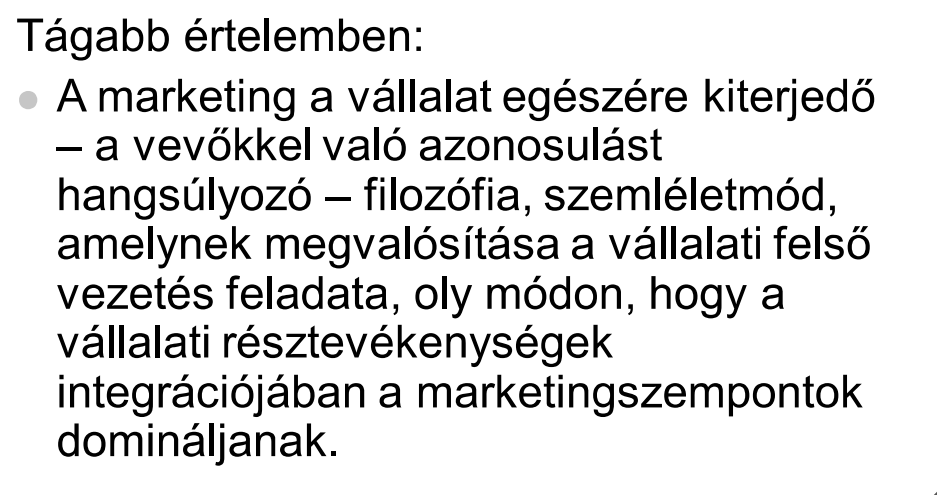 Tágabb értelemben:
● A marketing a vállalat egészére kiterjedő
– a vevőkkel való azonosulást
hangsúlyozó – filozófia, szemléletmód,
amelynek megvalósítása a vállalati felső
vezetés feladata, oly módon, hogy a
vállalati résztevékenységek
integrációjában a marketingszempontok
domináljanak.